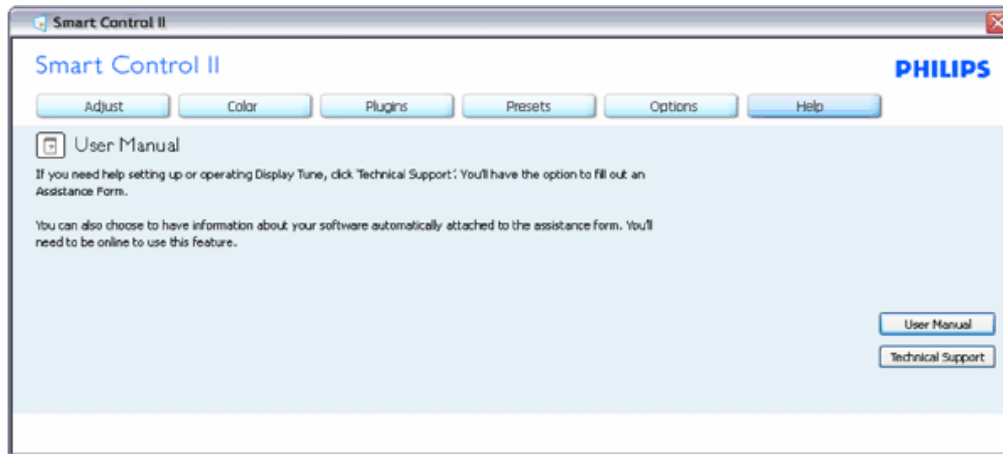 Smart Control II
Smart Control II
PHILIPS
Adjust
Color
Plugins
Presets
Options
Help
User Manual
If you need help setting up or operating Display Tune, click 'Technical Support'. You'll have the option to fill out an
Assistance Form.
You can also choose to have information about your software automatically attached to the assistance form. You'll
need to be online to use this feature.
User Manual
Technical Support